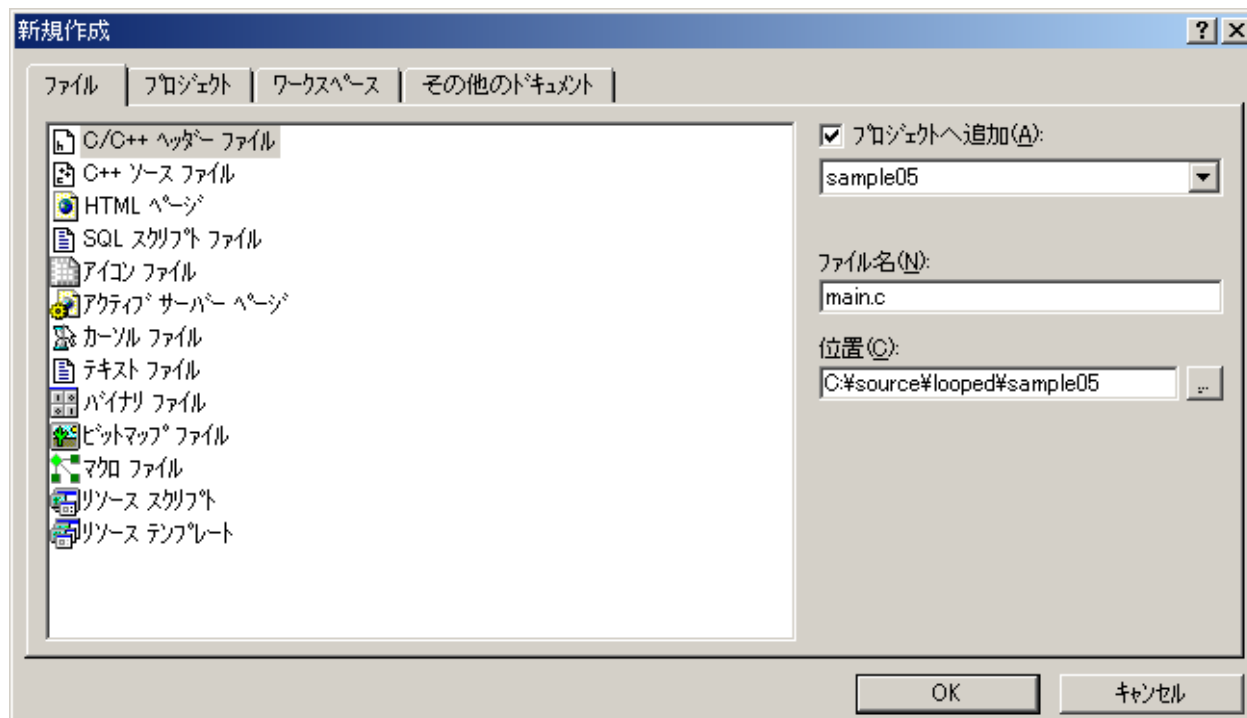 新規作成
ファイル プロジェクト ワークスペース その他のドキュメント
C/C++ ヘッダー ファイル
C++ ソース ファイル
HTML ページ
SQL スクリプト ファイル
アイコン ファイル
アクティブ サーバー ページ
カーソル ファイル
テキスト ファイル
バイナリ ファイル
ビットマップ ファイル
マクロ ファイル
リソース スクリプト
リソース テンプレート
プロジェクトへ追加(A):
sample05
ファイル名(N):
main.c
位置(C):
C:¥source¥looped¥sample05
...
OK キャンセル